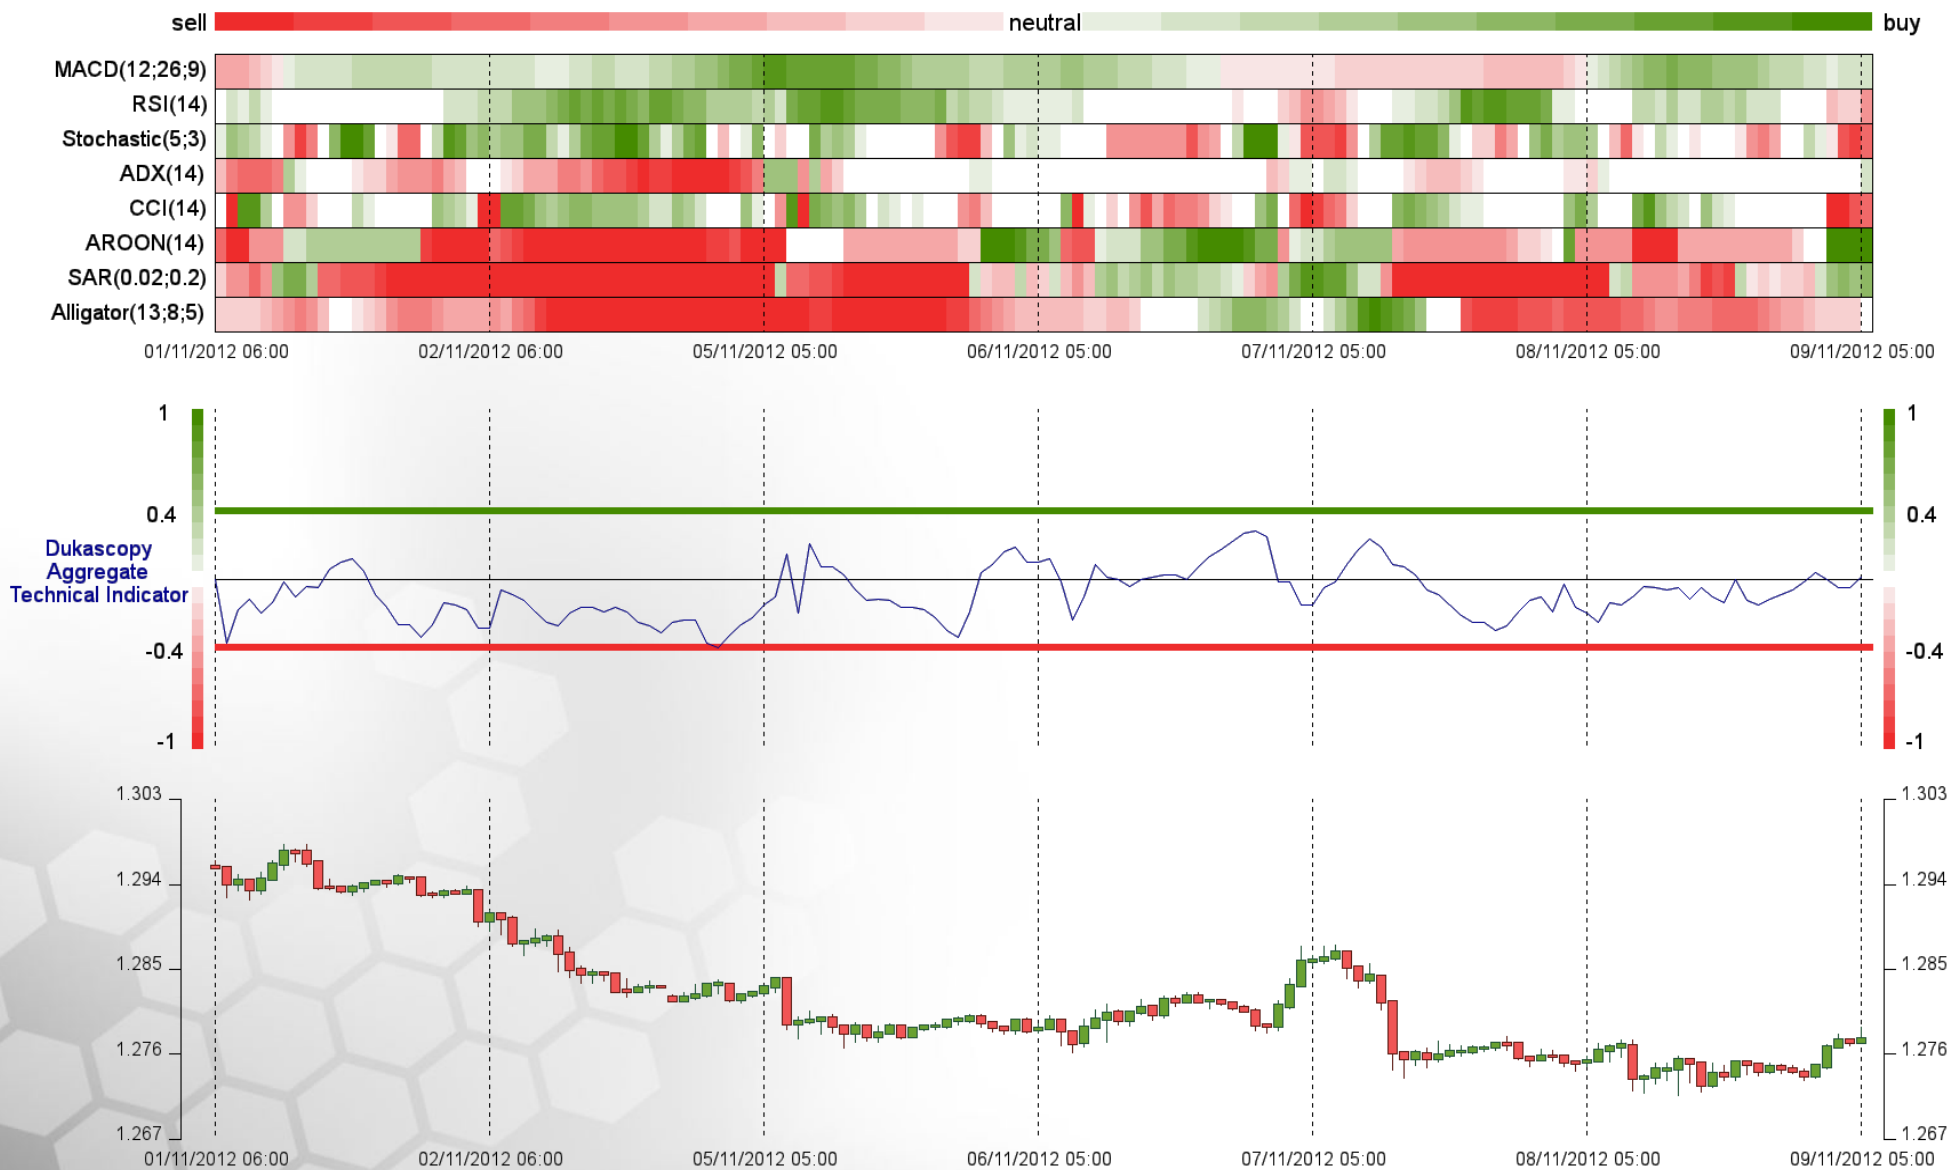 sell neutral buy
MACD(12;26;9)
RSI(14)
Stochastic(5;3)
ADX(14)
CCI(14)
AROON(14)
SAR(0.02;0.2)
Alligator(13;8;5)
01/11/2012 06:00 02/11/2012 06:00 05/11/2012 05:00 06/11/2012 05:00 07/11/2012 05:00 08/11/2012 05:00 09/11/2012 05:00
1 1
0.4 0.4
Dukascopy
Aggregate
Technical Indicator
-0.4 -0.4
-1 -1
1.303 1.303
1.294 1.294
1.285 1.285
1.276 1.276
1.267 1.267
01/11/2012 06:00 02/11/2012 06:00 05/11/2012 05:00 06/11/2012 05:00 07/11/2012 05:00 08/11/2012 05:00 09/11/2012 05:00